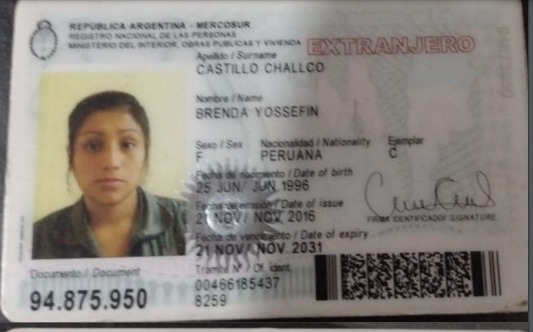 REPÚBLICA ARGENTINA - MERCOSUR
REGISTRO NACIONAL DE LAS PERSONAS
MINISTERIO DEL INTERIOR, OBRAS PÚBLICAS Y VIVIENDA
EXTRANJERO
Apellido / Surname
CASTILLO CHALLCO
Nombre / Name
BRENDA YOSSEFIN
Sexo / Sex Nacionalidad / Nationality Ejemplar
F PERUANA C
Fecha de nacimiento / Date of birth
25 JUN/ JUN 1996
Fecha de emisión / Date of issue
21 NOV/ NOV 2016
FIRMA IDENTIFICADO/ SIGNATURE
Fecha de vencimiento / Date of expiry
21 NOV/ NOV 2031
Documento / Document
Trámite Nº / Of. ident.
94.875.950
00466185437
8259